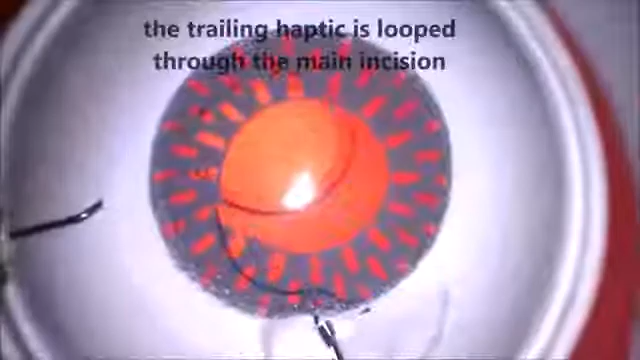 the trailing haptic is looped
through the main incision